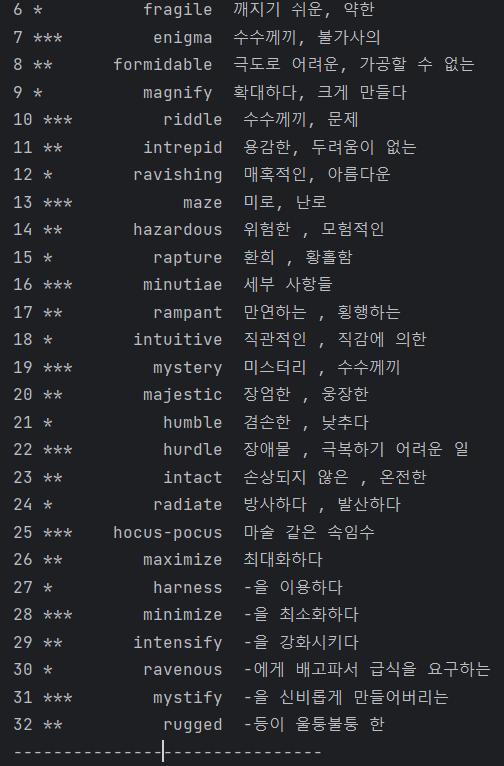 6 * fragile 깨지기 쉬운, 약한
7 *** enigma 수수께끼, 불가사의
8 ** formidable 극도로 어려운, 가공할 수 없는
9 * magnify 확대하다, 크게 만들다
10 *** riddle 수수께끼, 문제
11 ** intrepid 용감한, 두려움이 없는
12 * ravishing 매혹적인, 아름다운
13 *** maze 미로, 난로
14 ** hazardous 위험한 , 모험적인
15 * rapture 환희 , 황홀함
16 *** minutiae 세부 사항들
17 ** rampant 만연하는 , 횡행하는
18 * intuitive 직관적인 , 직감에 의한
19 *** mystery 미스터리 , 수수께끼
20 ** majestic 장엄한 , 웅장한
21 * humble 겸손한 , 낮추다
22 *** hurdle 장애물 , 극복하기 어려운 일
23 ** intact 손상되지 않은 , 온전한
24 * radiate 방사하다 , 발산하다
25 *** hocus-pocus 마술 같은 속임수
26 ** maximize 최대화하다
27 * harness -을 이용하다
28 *** minimize -을 최소화하다
29 ** intensify -을 강화시키다
30 * ravenous -에게 배고파서 급식을 요구하는
31 *** mystify -을 신비롭게 만들어버리는
32 ** rugged -등이 울퉁불퉁 한
-------------------------------